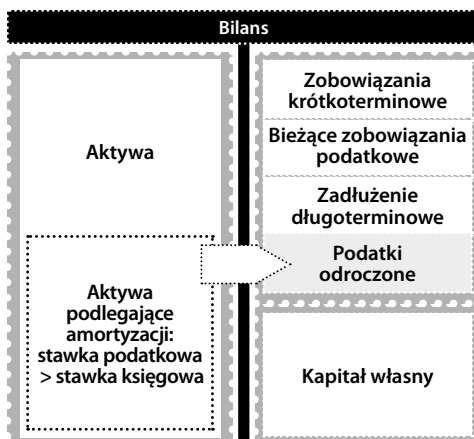 Bilans
Aktywa
Aktywa
podlegające
amortyzacji:
stawka podatkowa
> stawka księgowa
Zobowiązania
krótkoterminowe
Bieżące zobowiązania
podatkowe
Zadłużenie
długoterminowe
Podatki
odroczone
Kapitał własny